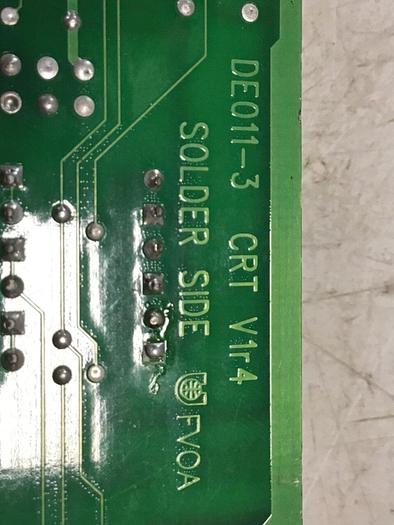 DE011-3 CRT V1r4
SOLDER SIDE
FVOA